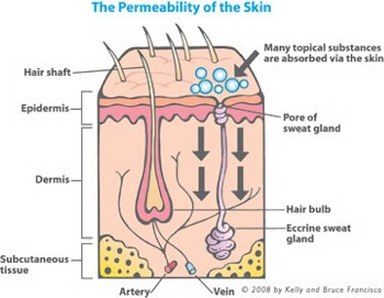 The Permeability of the Skin
Many topical substances
are absorbed via the skin
Hair shaft
Epidermis
Pore of
sweat gland
Dermis
Hair bulb
Eccrine sweat
gland
Subcutaneous
tissue
Artery
Vein
© 2008 by Kelly and Bruce Francisco